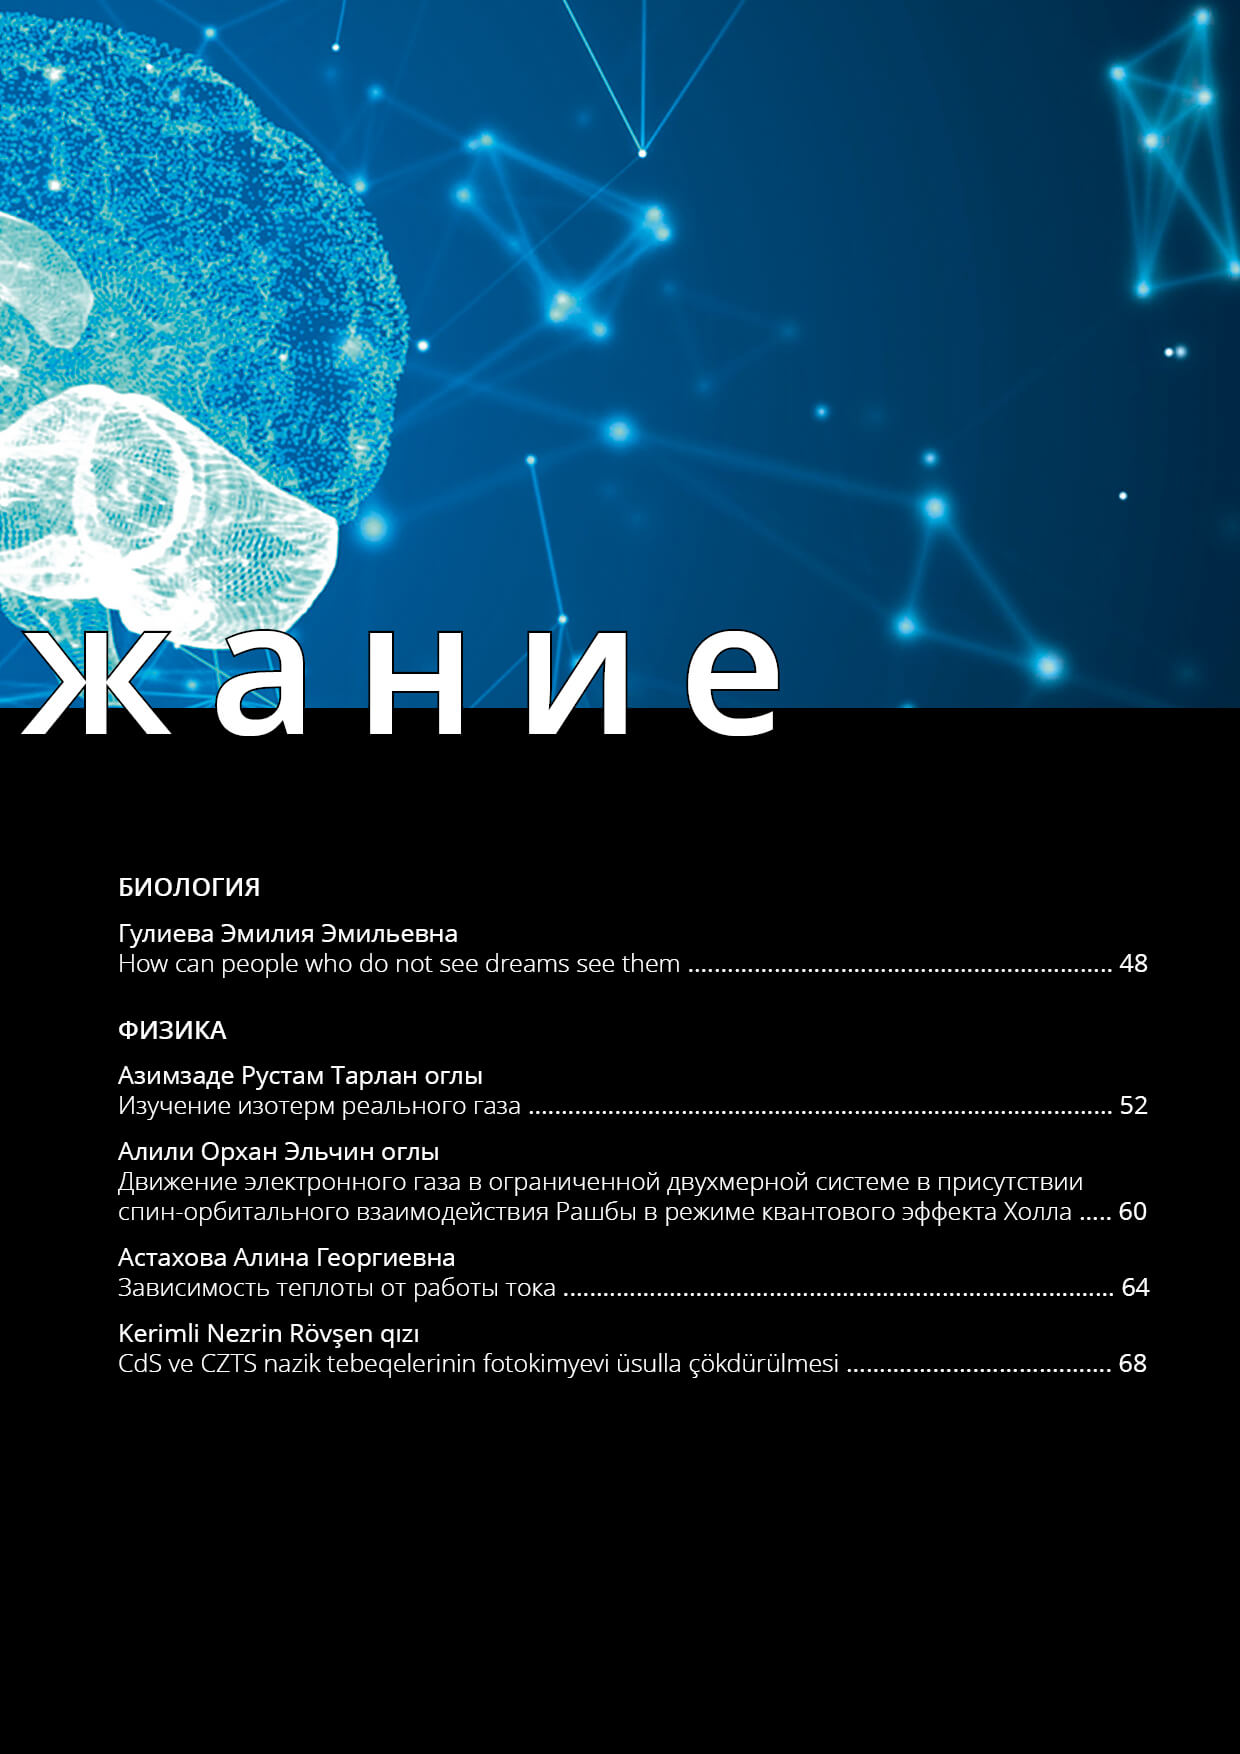 жание
БИОЛОГИЯ
Гулиева Эмилия Эмильевна
How can people who do not see dreams see them ................................................................ 48
ФИЗИКА
Азимзаде Рустам Тарлан оглы
Изучение изотерм реального газа ........................................................................................ 52
Алили Орхан Эльчин оглы
Движение электронного газа в ограниченной двухмерной системе в присутствии
спин-орбитального взаимодействия Рашбы в режиме квантового эффекта Холла ..... 60
Астахова Алина Георгиевна
Зависимость теплоты от работы тока ................................................................................... 64
Kerimli Nezrin Rövşen qızı
CdS ve CZTS nazik tebeqelerinin fotokimyevi üsulla çökdürülmesi ........................................ 68